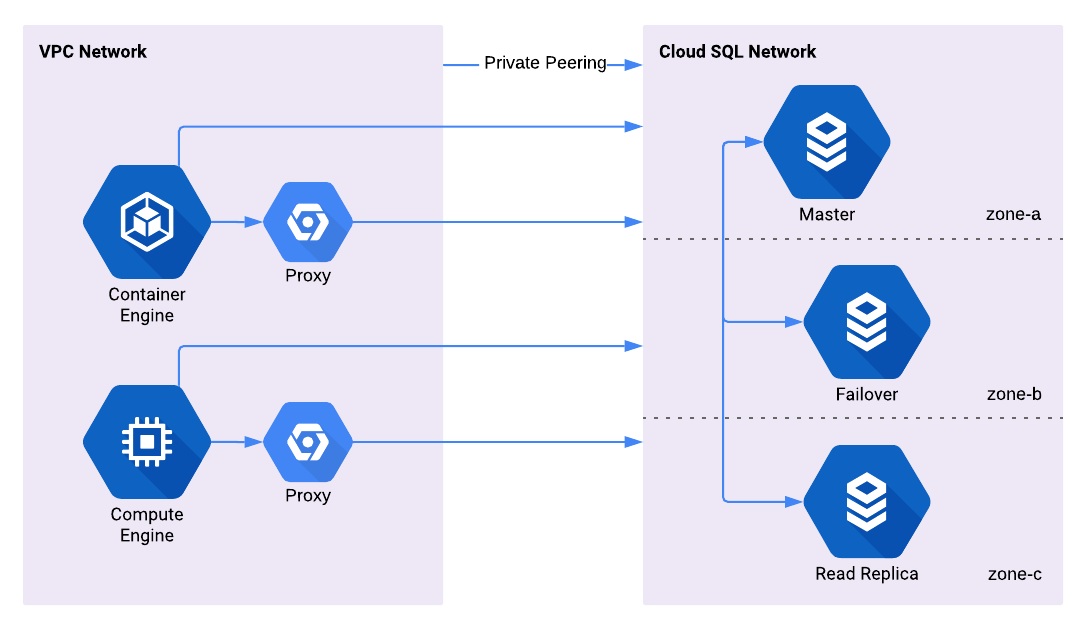 VPC Network
Private Peering
Cloud SQL Network
Master
zone-a
Container
Engine
Proxy
Failover
zone-b
Compute
Engine
Proxy
Read Replica
zone-c